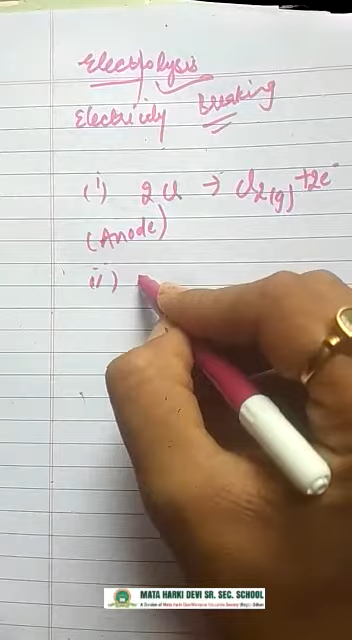 Electrolysis
Electricity Breaking
(i) 2Cl → Cl2(g) +2e-
(Anode)
ii)
MATA HARKI DEVI SR. SEC. SCHOOL